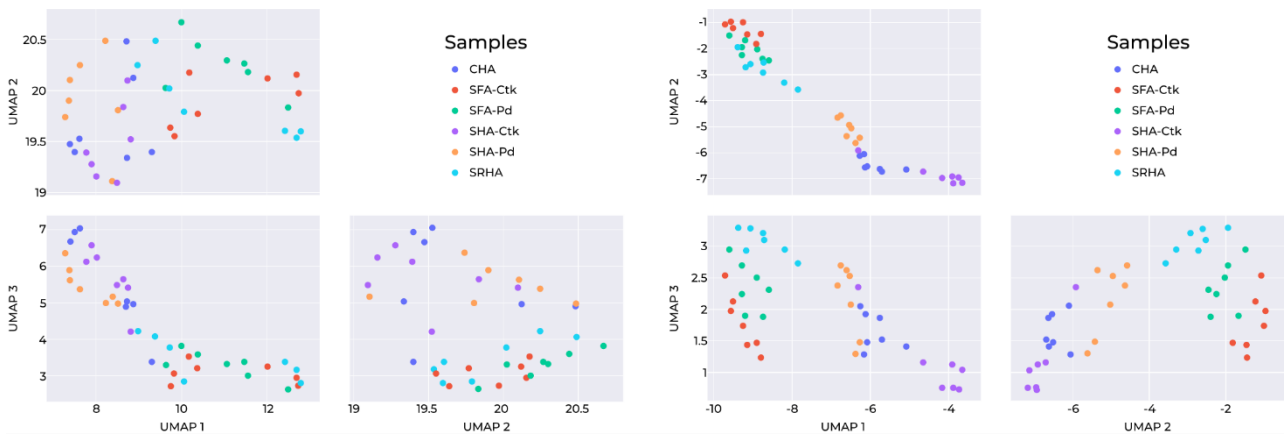 20.5
20
19.5
19
UMAP 2
Samples
CHA
SFA-Ctk
SFA-Pd
SHA-Ctk
SHA-Pd
SRHA
7
6
5
4
3
UMAP 3
8
10
12
UMAP 1
19
19.5
20
20.5
UMAP 2
-1
-2
-3
-4
-5
-6
-7
UMAP 2
Samples
CHA
SFA-Ctk
SFA-Pd
SHA-Ctk
SHA-Pd
SRHA
3
2.5
2
1.5
1
UMAP 3
-10
-8
-6
-4
UMAP 1
-6
-4
-2
UMAP 2